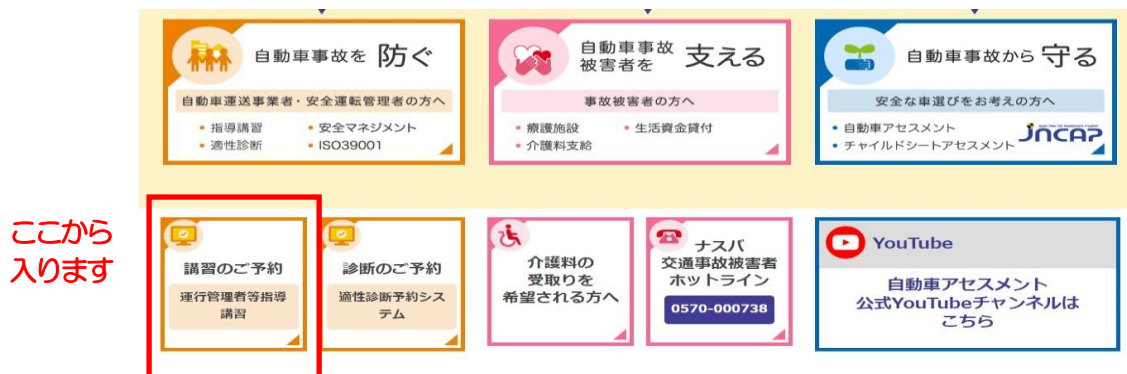 自動車事故を 防ぐ
自動車運送事業者・安全運転管理者の方へ
• 指導講習
• 安全マネジメント
• 適性診断
• ISO39001
自動車事故
被害者を 支える
事故被害者の方へ
• 療護施設
• 生活資金貸付
• 介護料支給
自動車事故から 守る
安全な車選びをお考えの方へ
• 自動車アセスメント
• チャイルドシートアセスメント
JNCAP
ここから
入ります
講習のご予約
運行管理者等指導
講習
診断のご予約
適性診断予約シス
テム
介護料の
受取りを
希望される方へ
ナスバ
交通事故被害者
ホットライン
0570-000738
YouTube
自動車アセスメント
公式YouTubeチャンネルは
こちら